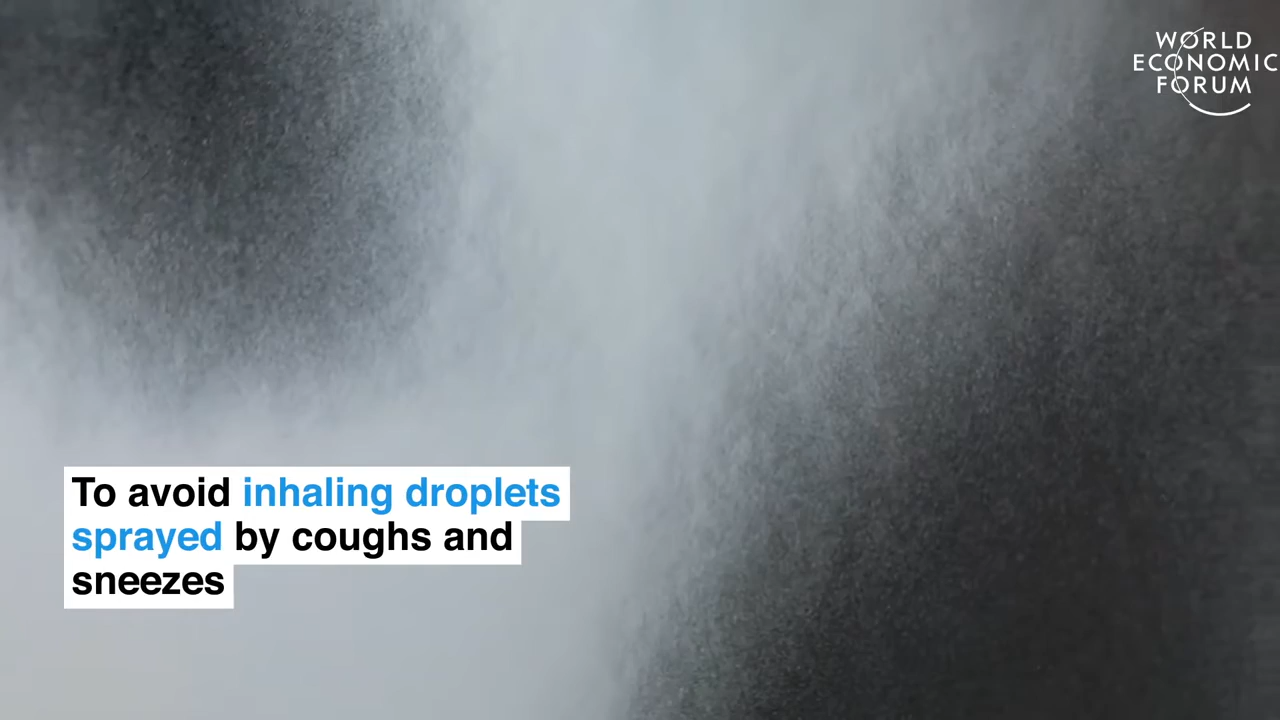 WORLD
ECONOMIC
FORUM
To avoid inhaling droplets
sprayed by coughs and
sneezes